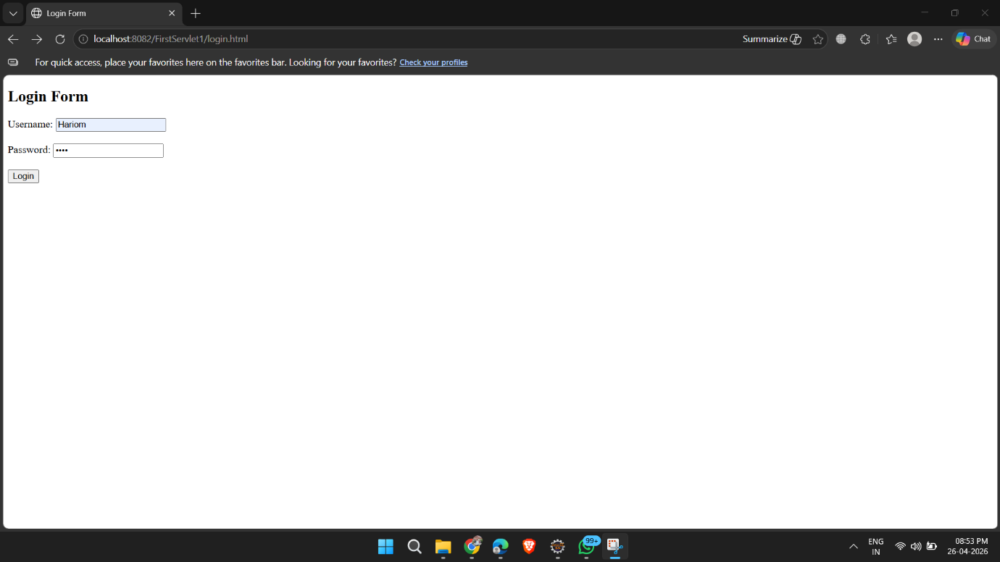 Login Form
localhost:8082/FirstServlet1/login.html
Summarize
Chat
For quick access, place your favorites here on the favorites bar. Looking for your favorites? Check your profiles
Login Form
Username: Hariom
Password: ••••
Login
99+
ENG
IN
08:53 PM
26-04-2026